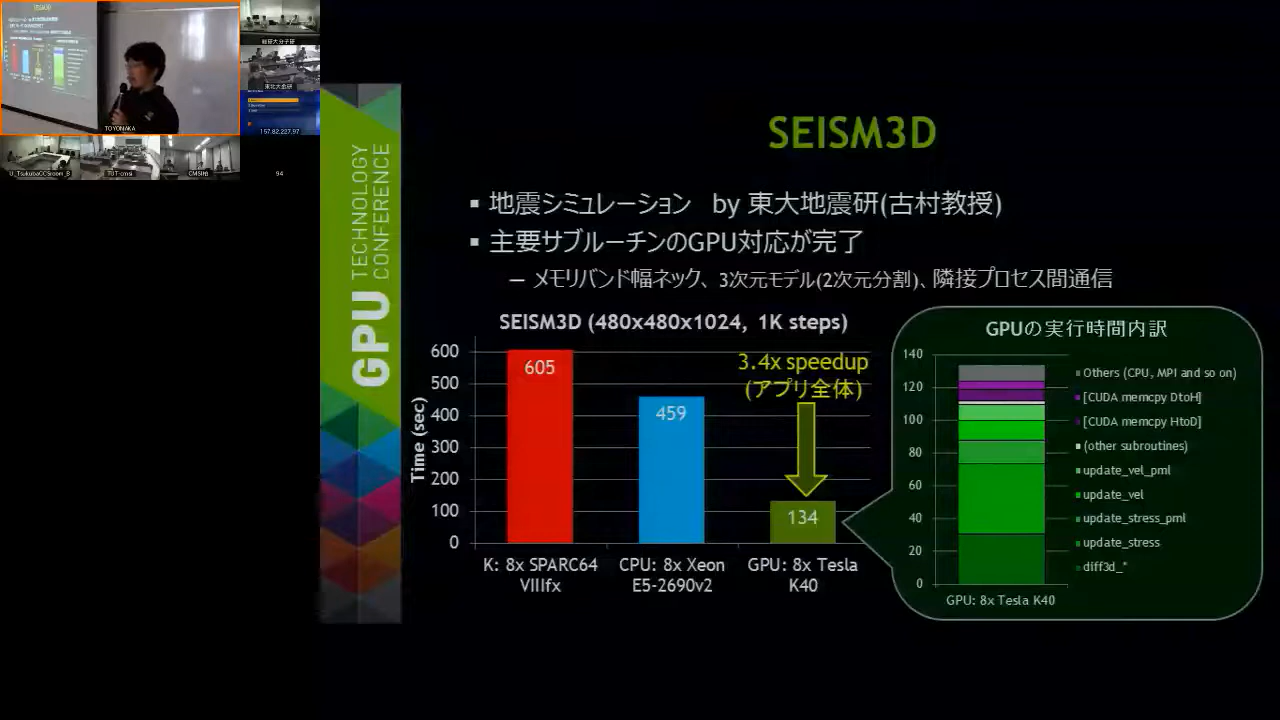 TOYONAKA
東北大金研
157.82.227.97
U_TsukubaCCSroom_B
TUT-cmsi
CMSI柏
94
GPU TECHNOLOGY CONFERENCE
SEISM3D
▪ 地震シミュレーション by 東大地震研(古村教授)
▪ 主要サブルーチンのGPU対応が完了
— メモリバンド幅ネック、3次元モデル(2次元分割)、隣接プロセス間通信
SEISM3D (480x480x1024, 1K steps)
Time (sec)
600
500
400
300
200
100
0
605
459
134
3.4x speedup
(アプリ全体)
K: 8x SPARC64
VIIIfx
CPU: 8x Xeon
E5-2690v2
GPU: 8x Tesla
K40
GPUの実行時間内訳
140
120
100
80
60
40
20
0
GPU: 8x Tesla K40
Others (CPU, MPI and so on)
[CUDA memcpy DtoH]
[CUDA memcpy HtoD]
(other subroutines)
update_vel_pml
update_vel
update_stress_pml
update_stress
diff3d_*